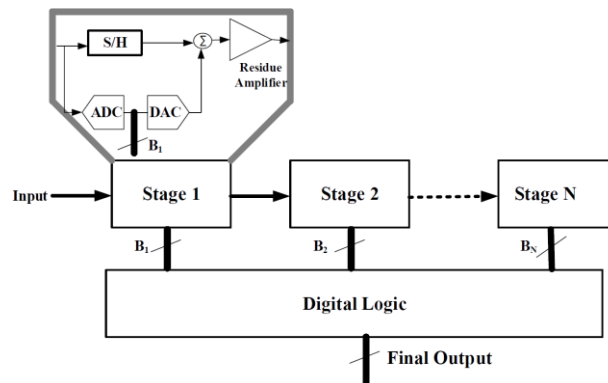 S/H
Σ
Residue
Amplifier
ADC
DAC
B1
Input
Stage 1
Stage 2
Stage N
B1
B2
BN
Digital Logic
Final Output